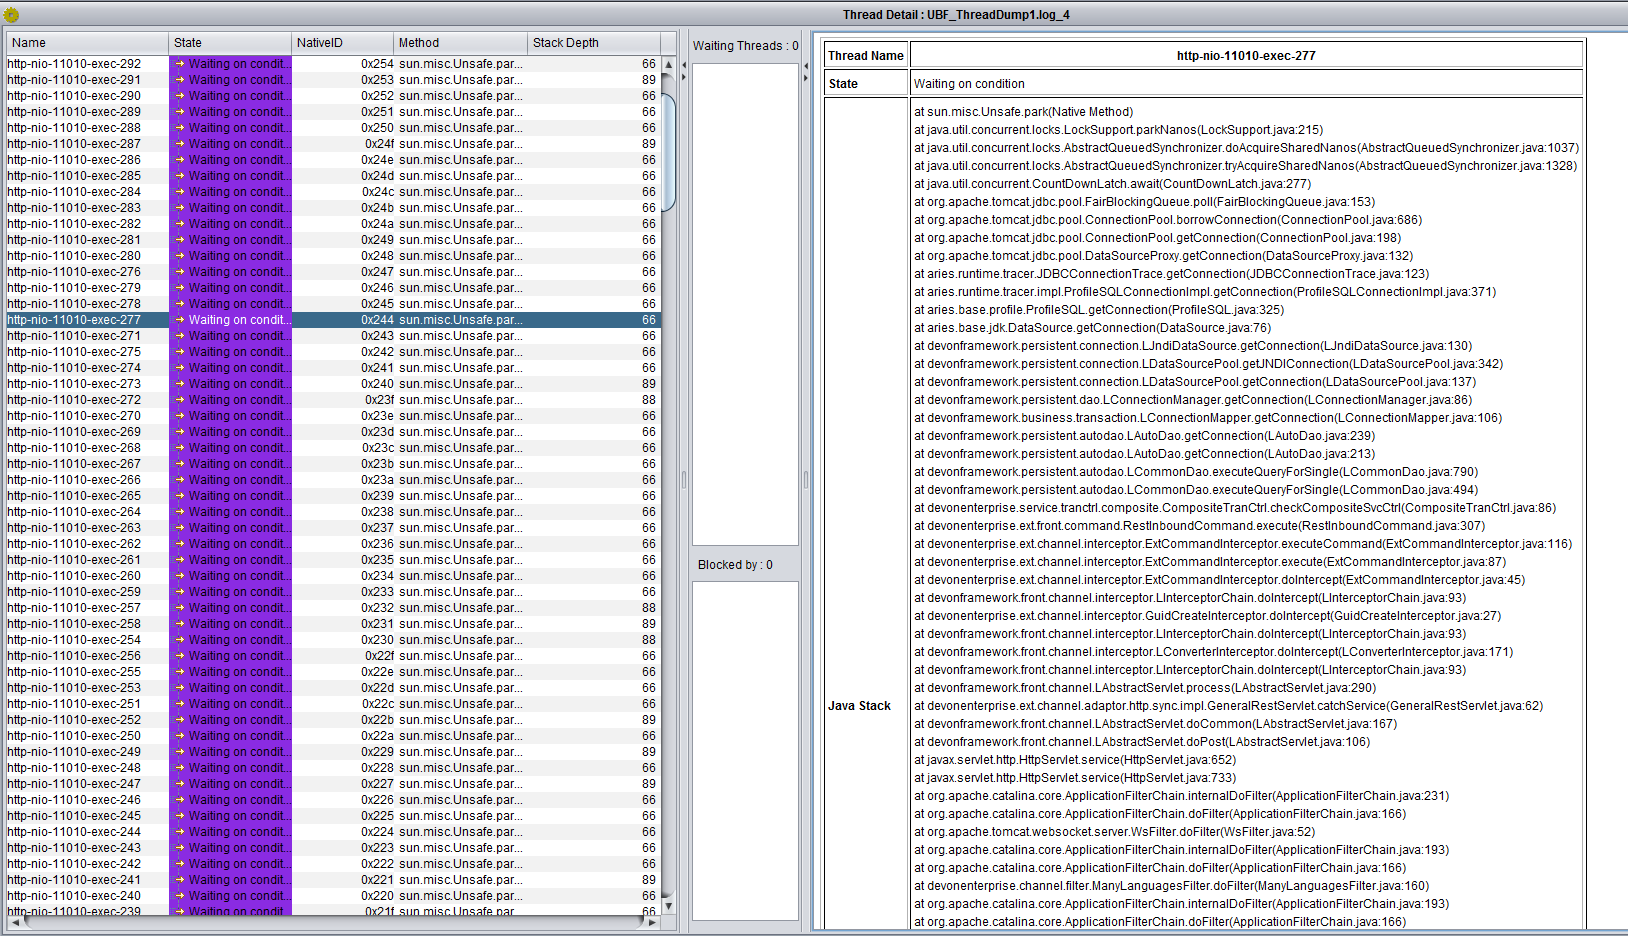 Thread Detail : UBF_ThreadDump1.log_4
Name State NativeID Method Stack Depth
http-nio-11010-exec-292 Waiting on condit... 0x254 sun.misc.Unsafe.par... 66
http-nio-11010-exec-291 Waiting on condit... 0x253 sun.misc.Unsafe.par... 89
http-nio-11010-exec-290 Waiting on condit... 0x252 sun.misc.Unsafe.par... 66
http-nio-11010-exec-289 Waiting on condit... 0x251 sun.misc.Unsafe.par... 66
http-nio-11010-exec-288 Waiting on condit... 0x250 sun.misc.Unsafe.par... 66
http-nio-11010-exec-287 Waiting on condit... 0x24f sun.misc.Unsafe.par... 89
http-nio-11010-exec-286 Waiting on condit... 0x24e sun.misc.Unsafe.par... 66
http-nio-11010-exec-285 Waiting on condit... 0x24d sun.misc.Unsafe.par... 66
http-nio-11010-exec-284 Waiting on condit... 0x24c sun.misc.Unsafe.par... 66
http-nio-11010-exec-283 Waiting on condit... 0x24b sun.misc.Unsafe.par... 66
http-nio-11010-exec-282 Waiting on condit... 0x24a sun.misc.Unsafe.par... 66
http-nio-11010-exec-281 Waiting on condit... 0x249 sun.misc.Unsafe.par... 66
http-nio-11010-exec-280 Waiting on condit... 0x248 sun.misc.Unsafe.par... 66
http-nio-11010-exec-276 Waiting on condit... 0x247 sun.misc.Unsafe.par... 66
http-nio-11010-exec-279 Waiting on condit... 0x246 sun.misc.Unsafe.par... 66
http-nio-11010-exec-278 Waiting on condit... 0x245 sun.misc.Unsafe.par... 66
http-nio-11010-exec-277 Waiting on condit... 0x244 sun.misc.Unsafe.par... 66
http-nio-11010-exec-271 Waiting on condit... 0x243 sun.misc.Unsafe.par... 66
http-nio-11010-exec-275 Waiting on condit... 0x242 sun.misc.Unsafe.par... 66
http-nio-11010-exec-274 Waiting on condit... 0x241 sun.misc.Unsafe.par... 66
http-nio-11010-exec-273 Waiting on condit... 0x240 sun.misc.Unsafe.par... 89
http-nio-11010-exec-272 Waiting on condit... 0x23f sun.misc.Unsafe.par... 88
http-nio-11010-exec-270 Waiting on condit... 0x23e sun.misc.Unsafe.par... 66
http-nio-11010-exec-269 Waiting on condit... 0x23d sun.misc.Unsafe.par... 66
http-nio-11010-exec-268 Waiting on condit... 0x23c sun.misc.Unsafe.par... 66
http-nio-11010-exec-267 Waiting on condit... 0x23b sun.misc.Unsafe.par... 66
http-nio-11010-exec-266 Waiting on condit... 0x23a sun.misc.Unsafe.par... 66
http-nio-11010-exec-265 Waiting on condit... 0x239 sun.misc.Unsafe.par... 66
http-nio-11010-exec-264 Waiting on condit... 0x238 sun.misc.Unsafe.par... 66
http-nio-11010-exec-263 Waiting on condit... 0x237 sun.misc.Unsafe.par... 66
http-nio-11010-exec-262 Waiting on condit... 0x236 sun.misc.Unsafe.par... 66
http-nio-11010-exec-261 Waiting on condit... 0x235 sun.misc.Unsafe.par... 66
http-nio-11010-exec-260 Waiting on condit... 0x234 sun.misc.Unsafe.par... 66
http-nio-11010-exec-259 Waiting on condit... 0x233 sun.misc.Unsafe.par... 66
http-nio-11010-exec-257 Waiting on condit... 0x232 sun.misc.Unsafe.par... 88
http-nio-11010-exec-258 Waiting on condit... 0x231 sun.misc.Unsafe.par... 89
http-nio-11010-exec-254 Waiting on condit... 0x230 sun.misc.Unsafe.par... 88
http-nio-11010-exec-256 Waiting on condit... 0x22f sun.misc.Unsafe.par... 66
http-nio-11010-exec-255 Waiting on condit... 0x22e sun.misc.Unsafe.par... 66
http-nio-11010-exec-253 Waiting on condit... 0x22d sun.misc.Unsafe.par... 66
http-nio-11010-exec-251 Waiting on condit... 0x22c sun.misc.Unsafe.par... 66
http-nio-11010-exec-252 Waiting on condit... 0x22b sun.misc.Unsafe.par... 89
http-nio-11010-exec-250 Waiting on condit... 0x22a sun.misc.Unsafe.par... 66
http-nio-11010-exec-249 Waiting on condit... 0x229 sun.misc.Unsafe.par... 89
http-nio-11010-exec-248 Waiting on condit... 0x228 sun.misc.Unsafe.par... 66
http-nio-11010-exec-247 Waiting on condit... 0x227 sun.misc.Unsafe.par... 89
http-nio-11010-exec-246 Waiting on condit... 0x226 sun.misc.Unsafe.par... 66
http-nio-11010-exec-245 Waiting on condit... 0x225 sun.misc.Unsafe.par... 66
http-nio-11010-exec-244 Waiting on condit... 0x224 sun.misc.Unsafe.par... 66
http-nio-11010-exec-243 Waiting on condit... 0x223 sun.misc.Unsafe.par... 89
http-nio-11010-exec-242 Waiting on condit... 0x222 sun.misc.Unsafe.par... 66
http-nio-11010-exec-241 Waiting on condit... 0x221 sun.misc.Unsafe.par... 89
http-nio-11010-exec-240 Waiting on condit... 0x220 sun.misc.Unsafe.par... 66
http-nio-11010-exec-239 Waiting on condit... 0x21f sun.misc.Unsafe.par... 66
Waiting Threads : 0
Blocked by : 0
Thread Name http-nio-11010-exec-277
State Waiting on condition
Java Stack
at sun.misc.Unsafe.park(Native Method)
at java.util.concurrent.locks.LockSupport.parkNanos(LockSupport.java:215)
at java.util.concurrent.locks.AbstractQueuedSynchronizer.doAcquireSharedNanos(AbstractQueuedSynchronizer.java:1037)
at java.util.concurrent.locks.AbstractQueuedSynchronizer.tryAcquireSharedNanos(AbstractQueuedSynchronizer.java:1328)
at java.util.concurrent.CountDownLatch.await(CountDownLatch.java:277)
at org.apache.tomcat.jdbc.pool.FairBlockingQueue.poll(FairBlockingQueue.java:153)
at org.apache.tomcat.jdbc.pool.ConnectionPool.borrowConnection(ConnectionPool.java:686)
at org.apache.tomcat.jdbc.pool.ConnectionPool.getConnection(ConnectionPool.java:198)
at org.apache.tomcat.jdbc.pool.DataSourceProxy.getConnection(DataSourceProxy.java:132)
at aries.runtime.tracer.JDBCConnectionTrace.getConnection(JDBCConnectionTrace.java:123)
at aries.runtime.tracer.impl.ProfileSQLConnectionImpl.getConnection(ProfileSQLConnectionImpl.java:371)
at aries.base.profile.ProfileSQL.getConnection(ProfileSQL.java:325)
at aries.base.jdk.DataSource.getConnection(DataSource.java:76)
at devonframework.persistent.connection.LJndiDataSource.getConnection(LJndiDataSource.java:130)
at devonframework.persistent.connection.LDataSourcePool.getJNDIConnection(LDataSourcePool.java:342)
at devonframework.persistent.connection.LDataSourcePool.getConnection(LDataSourcePool.java:137)
at devonframework.persistent.dao.LConnectionManager.getConnection(LConnectionManager.java:86)
at devonframework.business.transaction.LConnectionMapper.getConnection(LConnectionMapper.java:106)
at devonframework.persistent.autodao.LAutoDao.getConnection(LAutoDao.java:239)
at devonframework.persistent.autodao.LAutoDao.getConnection(LAutoDao.java:213)
at devonframework.persistent.autodao.LCommonDao.executeQueryForSingle(LCommonDao.java:790)
at devonframework.persistent.autodao.LCommonDao.executeQueryForSingle(LCommonDao.java:494)
at devonenterprise.service.tranctrl.composite.CompositeTranCtrl.checkCompositeSvcCtrl(CompositeTranCtrl.java:86)
at devonenterprise.ext.front.command.RestInboundCommand.execute(RestInboundCommand.java:307)
at devonenterprise.ext.channel.interceptor.ExtCommandInterceptor.executeCommand(ExtCommandInterceptor.java:116)
at devonenterprise.ext.channel.interceptor.ExtCommandInterceptor.execute(ExtCommandInterceptor.java:87)
at devonenterprise.ext.channel.interceptor.ExtCommandInterceptor.doIntercept(ExtCommandInterceptor.java:45)
at devonframework.front.channel.interceptor.LInterceptorChain.doIntercept(LInterceptorChain.java:93)
at devonenterprise.ext.channel.interceptor.GuidCreateInterceptor.doIntercept(GuidCreateInterceptor.java:27)
at devonframework.front.channel.interceptor.LInterceptorChain.doIntercept(LInterceptorChain.java:93)
at devonframework.front.channel.interceptor.LConverterInterceptor.doIntercept(LConverterInterceptor.java:171)
at devonframework.front.channel.interceptor.LInterceptorChain.doIntercept(LInterceptorChain.java:93)
at devonframework.front.channel.LAbstractServlet.process(LAbstractServlet.java:290)
at devonenterprise.ext.channel.adaptor.http.sync.impl.GeneralRestServlet.catchService(GeneralRestServlet.java:62)
at devonframework.front.channel.LAbstractServlet.doCommon(LAbstractServlet.java:167)
at devonframework.front.channel.LAbstractServlet.doPost(LAbstractServlet.java:106)
at javax.servlet.http.HttpServlet.service(HttpServlet.java:652)
at javax.servlet.http.HttpServlet.service(HttpServlet.java:733)
at org.apache.catalina.core.ApplicationFilterChain.internalDoFilter(ApplicationFilterChain.java:231)
at org.apache.catalina.core.ApplicationFilterChain.doFilter(ApplicationFilterChain.java:166)
at org.apache.tomcat.websocket.server.WsFilter.doFilter(WsFilter.java:52)
at org.apache.catalina.core.ApplicationFilterChain.internalDoFilter(ApplicationFilterChain.java:193)
at org.apache.catalina.core.ApplicationFilterChain.doFilter(ApplicationFilterChain.java:166)
at devonenterprise.channel.filter.ManyLanguagesFilter.doFilter(ManyLanguagesFilter.java:160)
at org.apache.catalina.core.ApplicationFilterChain.internalDoFilter(ApplicationFilterChain.java:193)
at org.apache.catalina.core.ApplicationFilterChain.doFilter(ApplicationFilterChain.java:166)